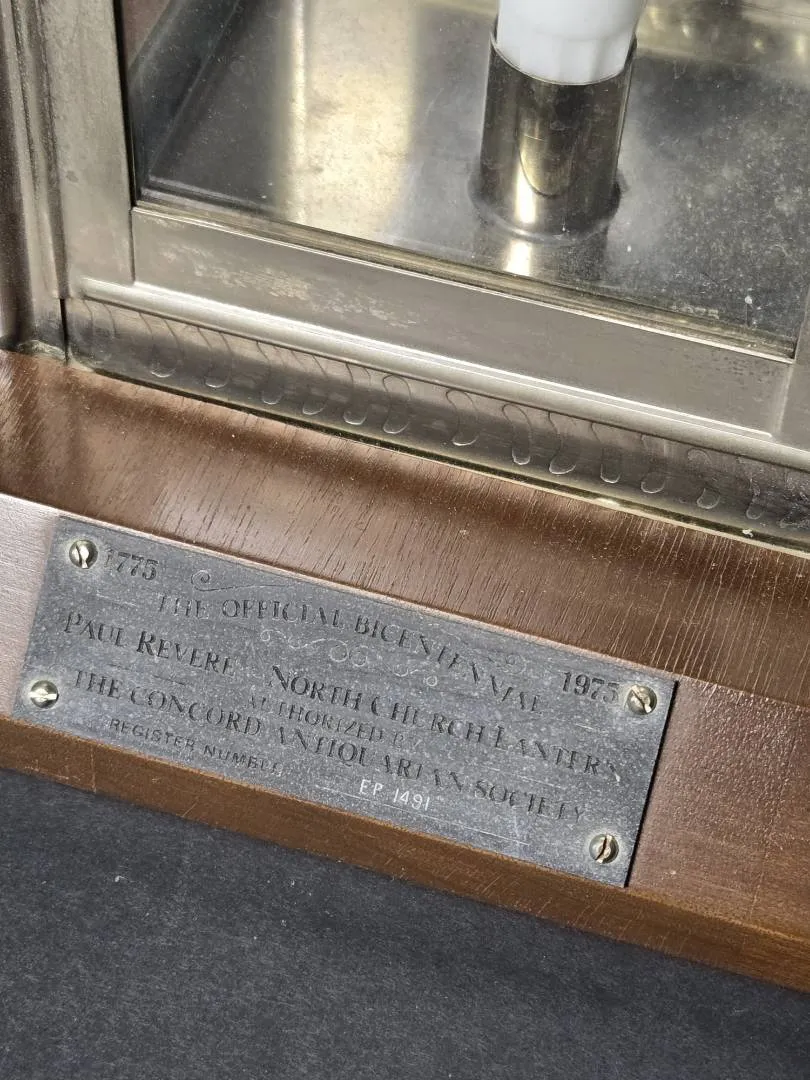 1775
THE OFFICIAL BICENTENNIAL
1975
PAUL REVERE NORTH CHURCH LANTERN
AUTHORIZED BY
THE CONCORD ANTIQUARIAN SOCIETY
REGISTER NUMBER EP 1491